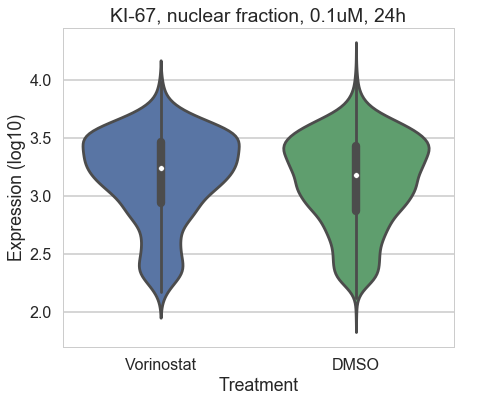 KI-67, nuclear fraction, 0.1uM, 24h
Expression (log10)
4.0
3.5
3.0
2.5
2.0
Vorinostat
DMSO
Treatment